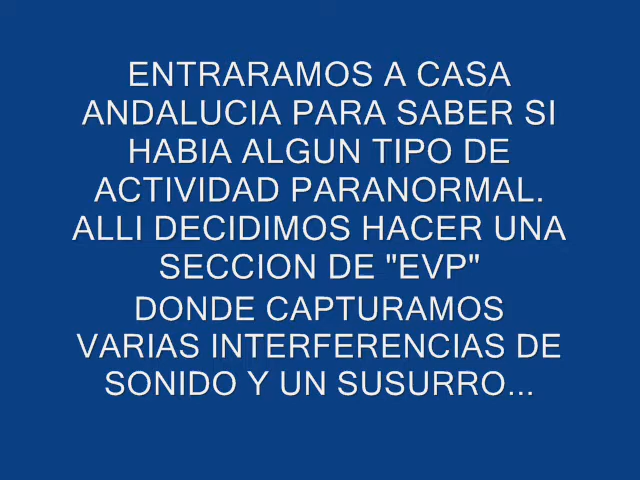 ENTRARAMOS A CASA
ANDALUCIA PARA SABER SI
HABIA ALGUN TIPO DE
ACTIVIDAD PARANORMAL.
ALLI DECIDIMOS HACER UNA
SECCION DE "EVP"
DONDE CAPTURAMOS
VARIAS INTERFERENCIAS DE
SONIDO Y UN SUSURRO...